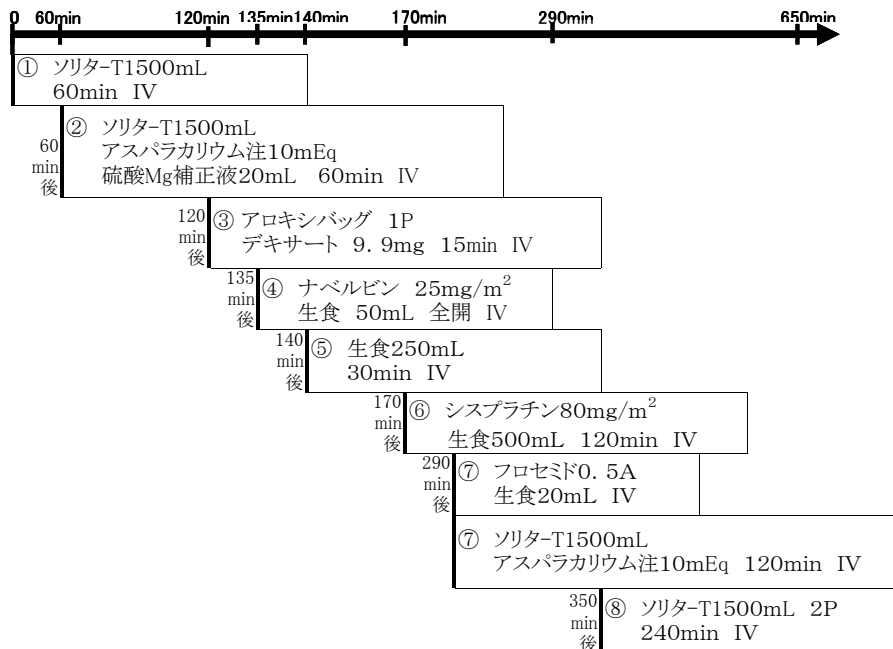 0 60min 120min 135min 140min 170min 290min 650min
① ソリターT1500mL
60min IV
60
min
後
② ソリターT1500mL
アスパラカリウム注10mEq
硫酸Mg補正液20mL 60min IV
120
min
後
③ アロキシバッグ 1P
デキサート 9.9mg 15min IV
135
min
後
④ ナベルビン 25mg/m²
生食 50mL 全開 IV
140
min
後
⑤ 生食250mL
30min IV
170
min
後
⑥ シスプラチン80mg/m²
生食500mL 120min IV
290
min
後
⑦ フロセミド0.5A
生食20mL IV
⑦ ソリターT1500mL
アスパラカリウム注10mEq 120min IV
350
min
後
⑧ ソリターT1500mL 2P
240min IV